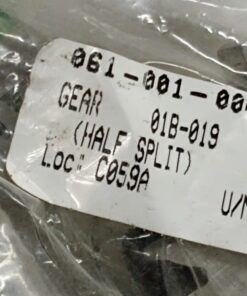 061-001-00
GEAR 01B-019
(HALF SPLIT)
Loc: C059A U/